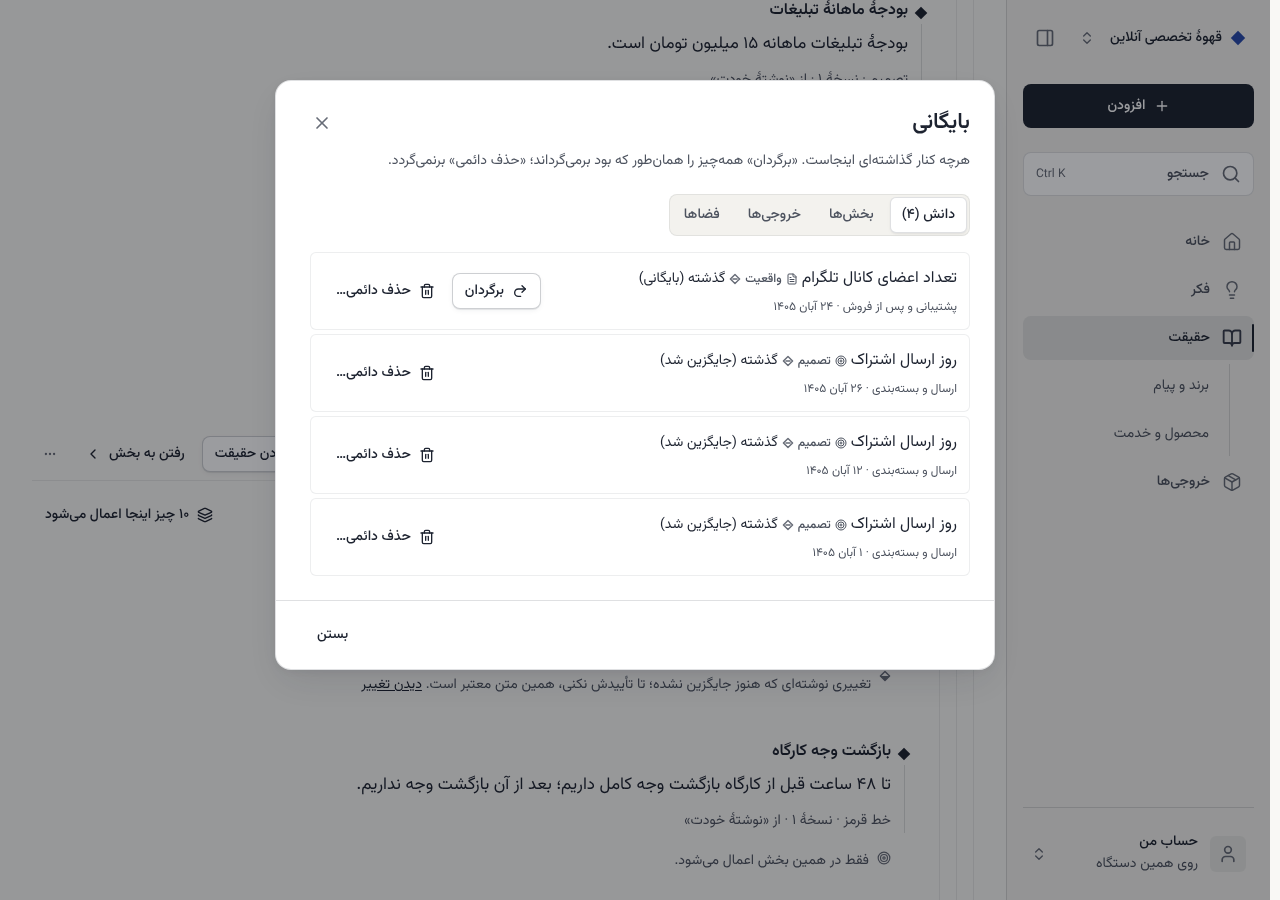 قهوهٔ تخصصی آنلاین
افزودن
جستجو
Ctrl K
خانه
فکر
حقیقت
برند و پیام
محصول و خدمت
خروجی‌ها
حساب من
روی همین دستگاه
بودجهٔ ماهانهٔ تبلیغات
بودجهٔ تبلیغات ماهانه ۱۵ میلیون تومان است.
تصمیم · نسخهٔ ۱ · از «نوشتهٔ خودت»
بایگانی
هرچه کنار گذاشته‌ای اینجاست. «برگردان» همه‌چیز را همان‌طور که بود برمی‌گرداند؛ «حذف دائمی» برنمی‌گردد.
دانش (۴)
بخش‌ها
خروجی‌ها
فضاها
تعداد اعضای کانال تلگرام واقعیت گذشته (بایگانی)
پشتیبانی و پس از فروش · ۲۴ آبان ۱۴۰۵
برگردان
حذف دائمی…
روز ارسال اشتراک تصمیم گذشته (جایگزین شد)
ارسال و بسته‌بندی · ۲۶ آبان ۱۴۰۵
حذف دائمی…
روز ارسال اشتراک تصمیم گذشته (جایگزین شد)
ارسال و بسته‌بندی · ۱۲ آبان ۱۴۰۵
حذف دائمی…
روز ارسال اشتراک تصمیم گذشته (جایگزین شد)
ارسال و بسته‌بندی · ۱ آبان ۱۴۰۵
حذف دائمی…
بستن
حقیقت
رفتن به بخش
۱۰ چیز اینجا اعمال می‌شود
تغییری نوشته‌ای که هنوز جایگزین نشده؛ تا تأییدش نکنی، همین متن معتبر است. دیدن تغییر
بازگشت وجه کارگاه
تا ۴۸ ساعت قبل از کارگاه بازگشت وجه کامل داریم؛ بعد از آن بازگشت وجه نداریم.
خط قرمز · نسخهٔ ۱ · از «نوشتهٔ خودت»
فقط در همین بخش اعمال می‌شود.